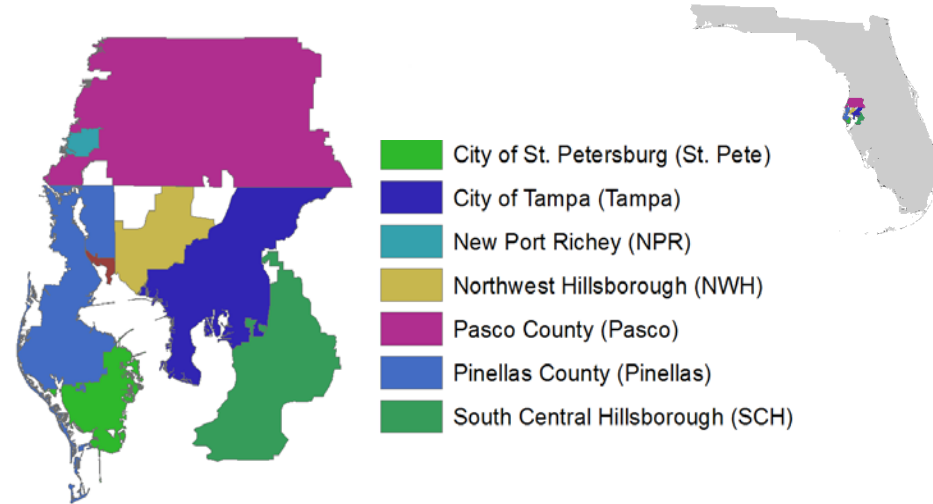 City of St. Petersburg (St. Pete)
City of Tampa (Tampa)
New Port Richey (NPR)
Northwest Hillsborough (NWH)
Pasco County (Pasco)
Pinellas County (Pinellas)
South Central Hillsborough (SCH)